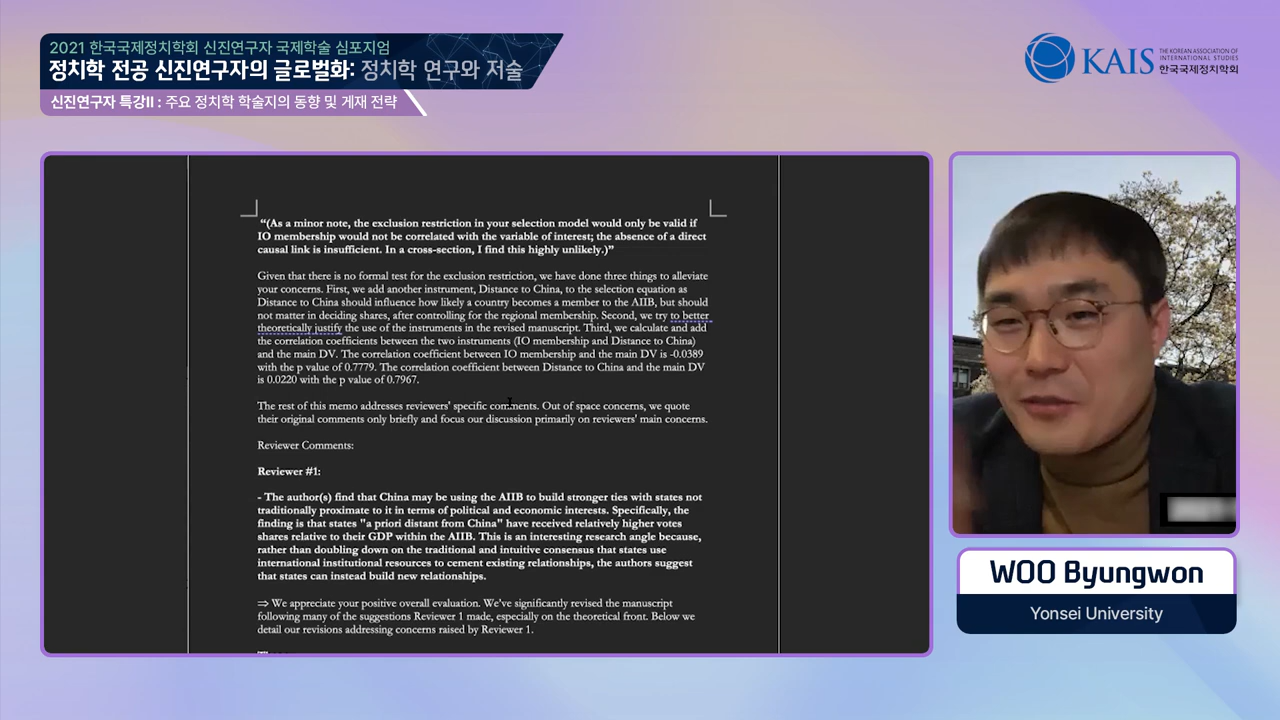 2021 한국국제정치학회 신진연구자 국제학술 심포지엄
정치학 전공 신진연구자의 글로벌화: 정치학 연구와 저술
신진연구자 특강II : 주요 정치학 학술지의 동향 및 게재 전략
KAIS
THE KOREAN ASSOCIATION OF
INTERNATIONAL STUDIES
한국국제정치학회
“(As a minor note, the exclusion restriction in your selection model would only be valid if
IO membership would not be correlated with the variable of interest; the absence of a direct
causal link is insufficient. In a cross-section, I find this highly unlikely.)”
Given that there is no formal test for the exclusion restriction, we have done three things to alleviate
your concerns. First, we add another instrument, Distance to China, to the selection equation as
Distance to China should influence how likely a country becomes a member to the AIIB, but should
not matter in deciding shares, after controlling for the regional membership. Second, we try to better
theoretically justify the use of the instruments in the revised manuscript. Third, we calculate and add
the correlation coefficients between the two instruments (IO membership and Distance to China)
and the main DV. The correlation coefficient between IO membership and the main DV is -0.0389
with the p value of 0.7779. The correlation coefficient between Distance to China and the main DV
is 0.0220 with the p value of 0.7967.
The rest of this memo addresses reviewers' specific comments. Out of space concerns, we quote
their original comments only briefly and focus our discussion primarily on reviewers' main concerns.
Reviewer Comments:
Reviewer #1:
- The author(s) find that China may be using the AIIB to build stronger ties with states not
traditionally proximate to it in terms of political and economic interests. Specifically, the
finding is that states "a priori distant from China" have received relatively higher votes
shares relative to their GDP within the AIIB. This is an interesting research angle because,
rather than doubling down on the traditional and intuitive consensus that states use
international institutional resources to cement existing relationships, the authors suggest
that states can instead build new relationships.
⇒ We appreciate your positive overall evaluation. We've significantly revised the manuscript
following many of the suggestions Reviewer 1 made, especially on the theoretical front. Below we
detail our revisions addressing concerns raised by Reviewer 1.
WOO Byungwon
Yonsei University